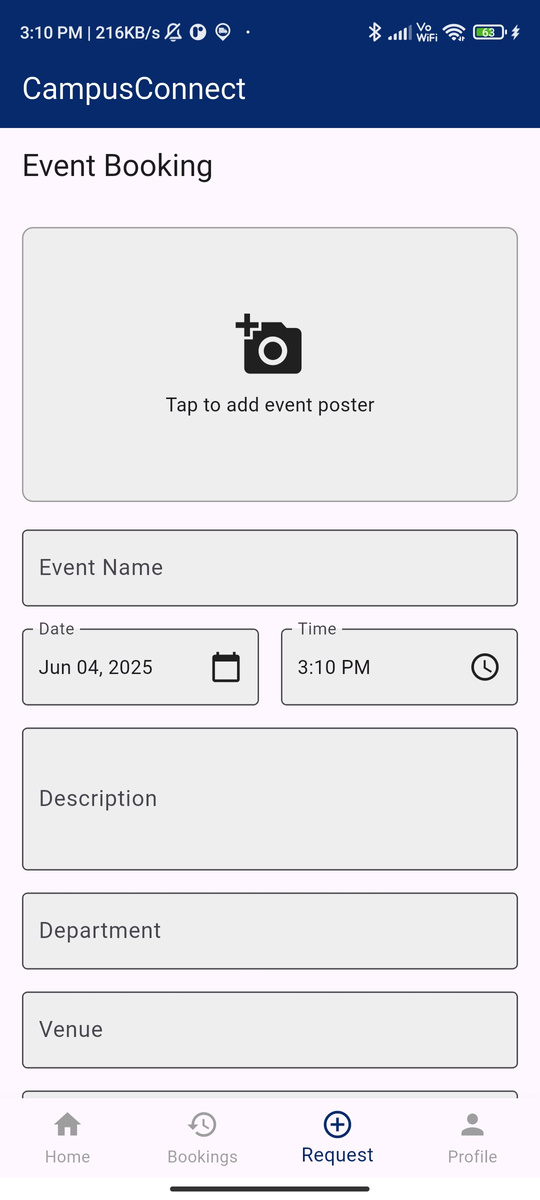 3:10 PM | 216KB/s
Vo
WiFi
63
CampusConnect
Event Booking
Tap to add event poster
Event Name
Date
Time
Jun 04, 2025
3:10 PM
Description
Department
Venue
Home
Bookings
Request
Profile